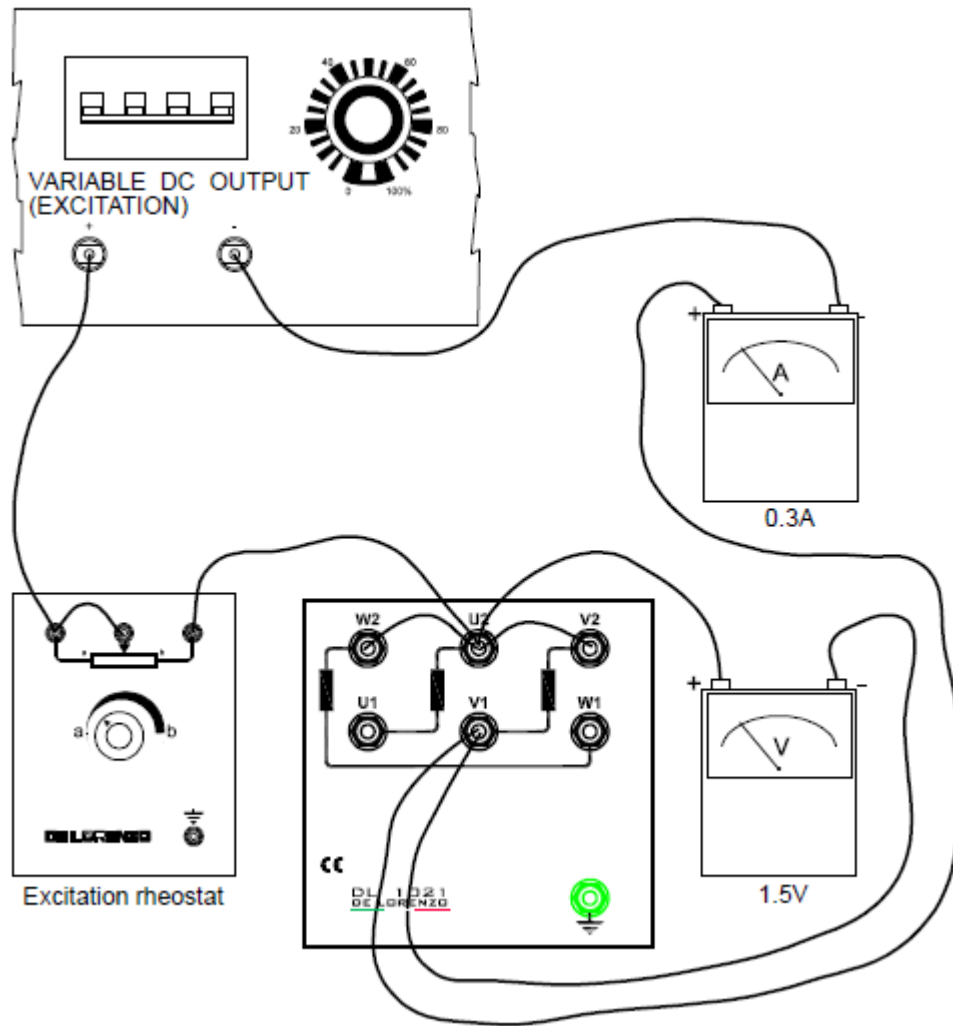 40
60
20
80
0
100%
VARIABLE DC OUTPUT
(EXCITATION)
+
-
+
-
A
0.3A
a
b
a
b
DE LORENZO
Excitation rheostat
W2
U2
V2
U1
V1
W1
CC
DL 1021
DE LORENZO
+
-
V
1.5V